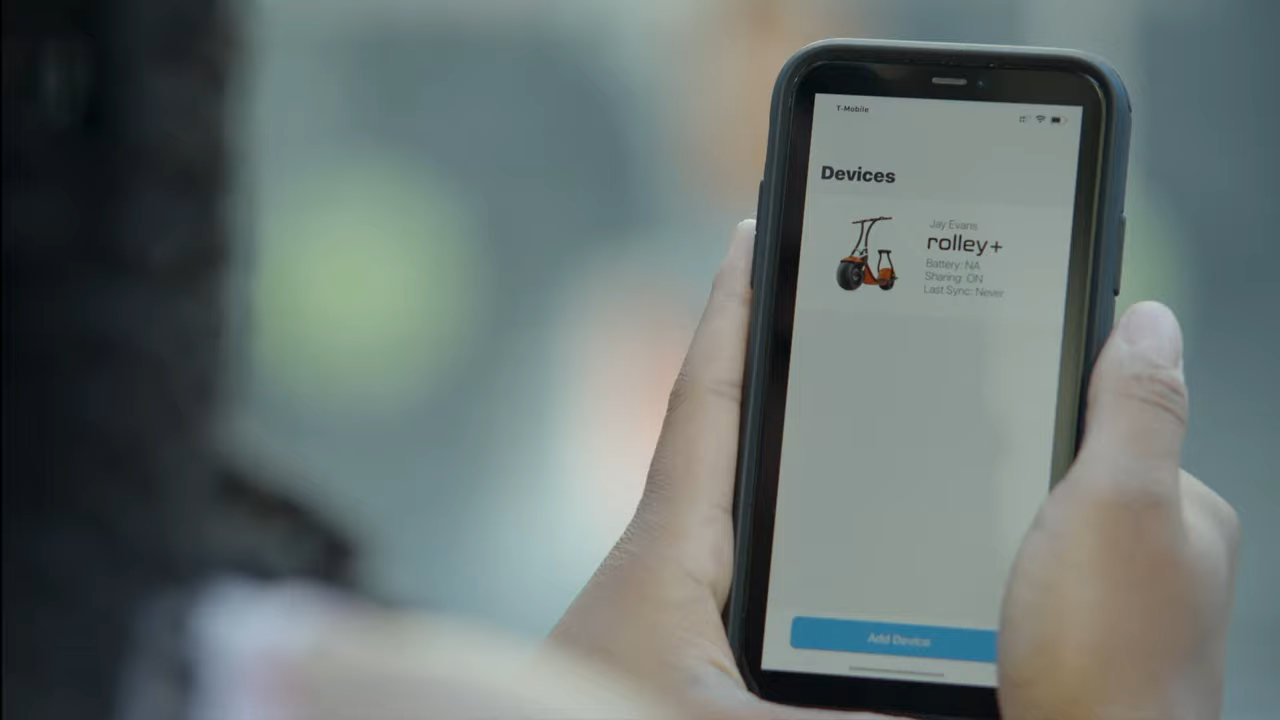 T-Mobile
Devices
Jay Evans
rolley+
Battery: NA
Sharing: ON
Last Sync: Never
Add Device